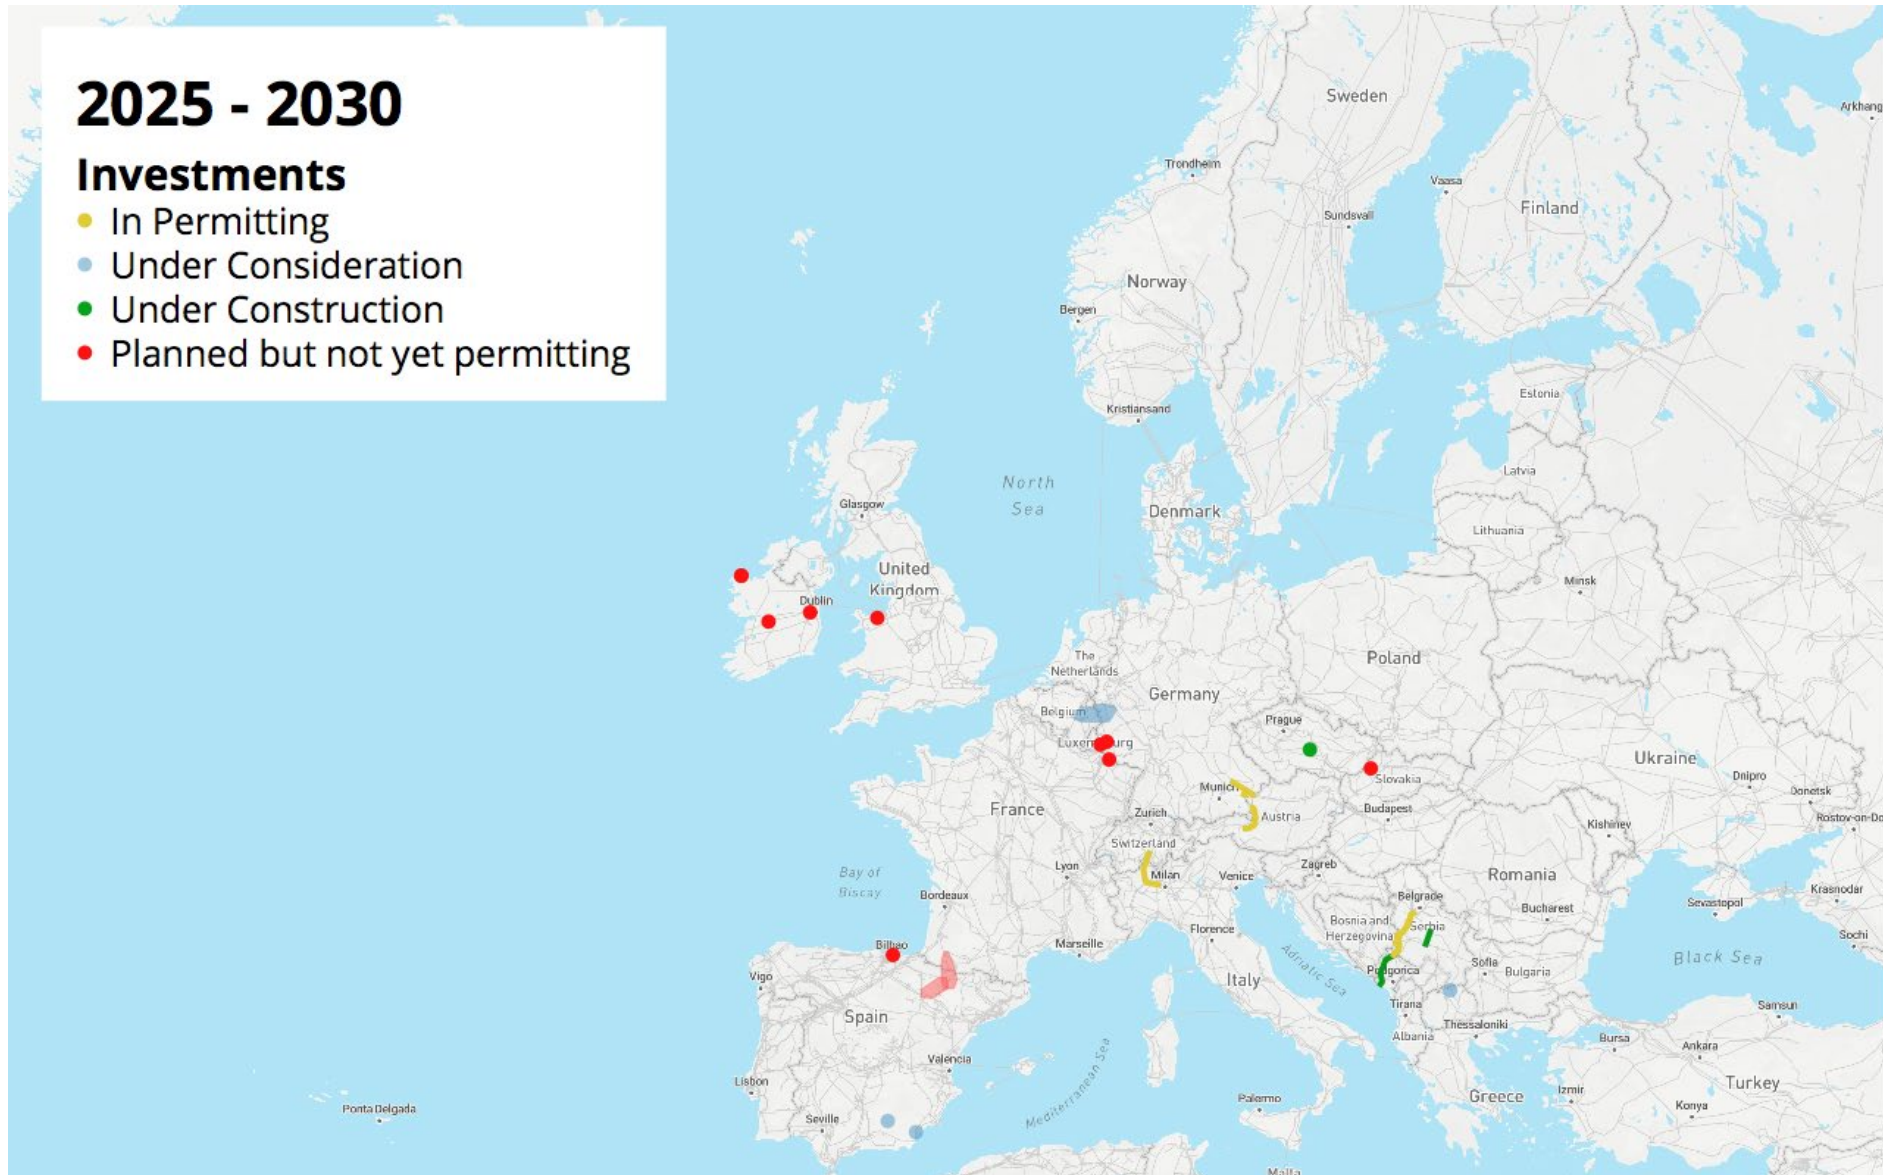 2025 - 2030
Investments
In Permitting
Under Consideration
Under Construction
Planned but not yet permitting
Sweden
Arkhang
Trondheim
Vaasa
Finland
Sundsvall
Norway
Bergen
Estonia
Kristiansand
Latvia
North
Sea
Glasgow
Denmark
Lithuania
United
Kingdom
Minsk
Dublin
The
Netherlands
Poland
Germany
Belgium
Prague
Luxem urg
Ukraine
Slovakia
Dnipro
Munich
Donetsk
France
Zurich
Austria
Budapest
Rostov-on-Do
Kishinev
Switzerland
Bay of
Biscay
Lyon
Milan
Venice
Zagreb
Romania
Krasnodar
Bordeaux
Belgrade
Sevastopol
Bucharest
Bosnia and
Herzegovina
Serbia
Florence
Sochi
Bilbao
Marseille
Adriatic Sea
Black Sea
Vigo
Podgorica
Sofia
Bulgaria
Italy
Tirana
Samsun
Spain
Thessaloniki
Albania
Bursa
Ankara
Mediterranean Sea
Valencia
Lisbon
Izmir
Turkey
Greece
Palermo
Konya
Ponta Delgada
Seville
Malta